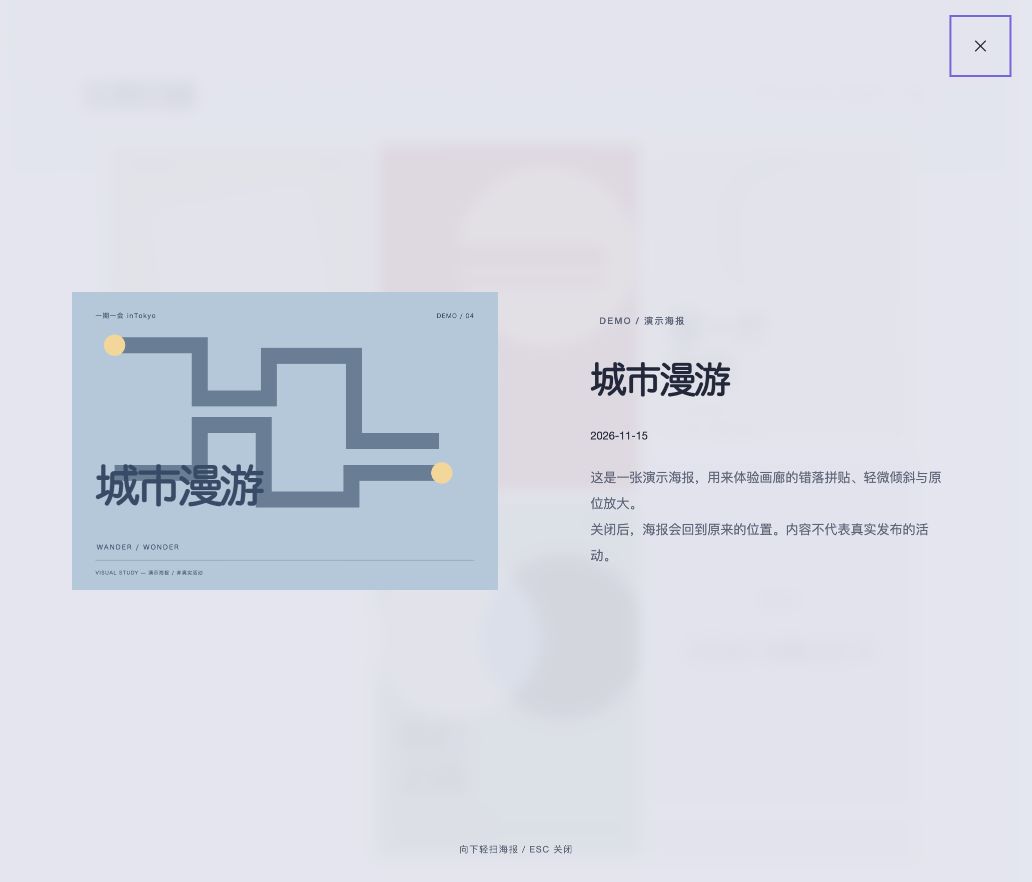 一期一会 inTokyo
DEMO / 04
城市漫游
WANDER / WONDER
VISUAL STUDY — 演示海报 / 非真实活动
DEMO / 演示海报
城市漫游
2026-11-15
这是一张演示海报，用来体验画廊的错落拼贴、轻微倾斜与原
位放大。
关闭后，海报会回到原来的位置。内容不代表真实发布的活
动。
向下轻扫海报 / ESC 关闭